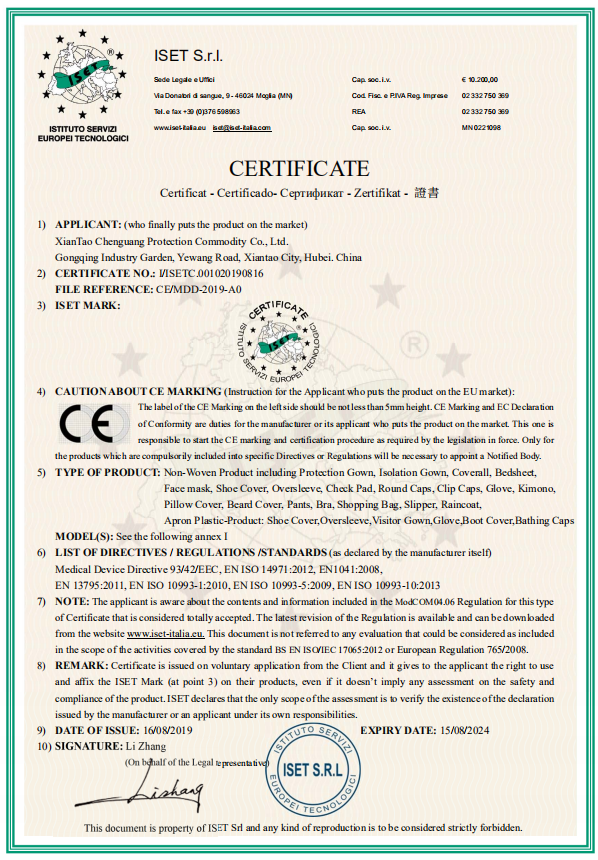 ISET
®
ISTITUTO SERVIZI
EUROPEI TECNOLOGICI
ISET S.r.l.
Sede Legale e Uffici Cap. soc. i.v. € 10.200,00
Via Donatori di sangue, 9 - 46024 Moglia (MN) Cod. Fisc. e P.IVA Reg. Imprese 02 332 750 369
Tel. e fax +39 (0)376 598963 REA 02 332 750 369
www.iset-italia.eu iset@iset-italia.com Cap. soc. i.v. MN 0221098
CERTIFICATE
Certificat - Certificado- Сертификат - Zertifikat - 證書
1) APPLICANT: (who finally puts the product on the market)
XianTao Chenguang Protection Commodity Co., Ltd.
Gongqing Industry Garden, Yewang Road, Xiantao City, Hubei. China
2) CERTIFICATE NO.: I/ISETC.001020190816
FILE REFERENCE: CE/MDD-2019-A0
3) ISET MARK:
CERTIFICATE
ISET
ISTITUTO SERVIZI EUROPEI TECNOLOGICI
®
4) CAUTION ABOUT CE MARKING (Instruction for the Applicant who puts the product on the EU market):
CE
The label of the CE Marking on the left side should be not less than 5mm height. CE Marking and EC Declaration
of Conformity are duties for the manufacturer or its applicant who puts the product on the market. This one is
responsible to start the CE marking and certification procedure as required by the legislation in force. Only for
the products which are compulsorily included into specific Directives or Regulations will be necessary to appoint a Notified Body.
5) TYPE OF PRODUCT: Non-Woven Product including Protection Gown, Isolation Gown, Coverall, Bedsheet,
Face mask, Shoe Cover, Oversleeve, Check Pad, Round Caps, Clip Caps, Glove, Kimono,
Pillow Cover, Beard Cover, Pants, Bra, Shopping Bag, Slipper, Raincoat,
Apron Plastic-Product: Shoe Cover,Oversleeve,Visitor Gown,Glove,Boot Cover,Bathing Caps
MODEL(S): See the following annex I
6) LIST OF DIRECTIVES / REGULATIONS /STANDARDS (as declared by the manufacturer itself)
Medical Device Directive 93/42/EEC, EN ISO 14971:2012, EN1041:2008,
EN 13795:2011, EN ISO 10993-1:2010, EN ISO 10993-5:2009, EN ISO 10993-10:2013
7) NOTE: The applicant is aware about the contents and information included in the ModCOM04.06 Regulation for this type
of Certificate that is considered totally accepted. The latest revision of the Regulation is available and can be downloaded
from the website www.iset-italia.eu. This document is not referred to any evaluation that could be considered as included
in the scope of the activities covered by the standard BS EN ISO/IEC 17065:2012 or European Regulation 765/2008.
8) REMARK: Certificate is issued on voluntary application from the Client and it gives to the applicant the right to use
and affix the ISET Mark (at point 3) on their products, even if it doesn't imply any assessment on the safety and
compliance of the product. ISET declares that the only scope of the assessment is to verify the existence of the declaration
issued by the manufacturer or an applicant under its own responsibilities.
9) DATE OF ISSUE: 16/08/2019 EXPIRY DATE: 15/08/2024
10) SIGNATURE: Li Zhang
(On behalf of the Legal representative)
Lishang
ISTITUTO SERVIZI
ISET S.R.L
EUROPEI TECNOLOGICI
This document is property of ISET Srl and any kind of reproduction is to be considered strictly forbidden.